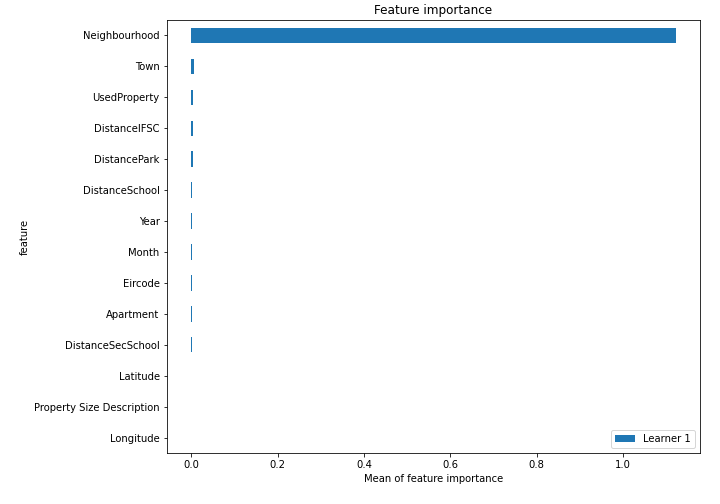 Feature importance
Neighbourhood
Town
UsedProperty
DistanceIFSC
DistancePark
DistanceSchool
Year
Month
Eircode
Apartment
DistanceSecSchool
Latitude
Property Size Description
Longitude
feature
Learner 1
0.0 0.2 0.4 0.6 0.8 1.0
Mean of feature importance